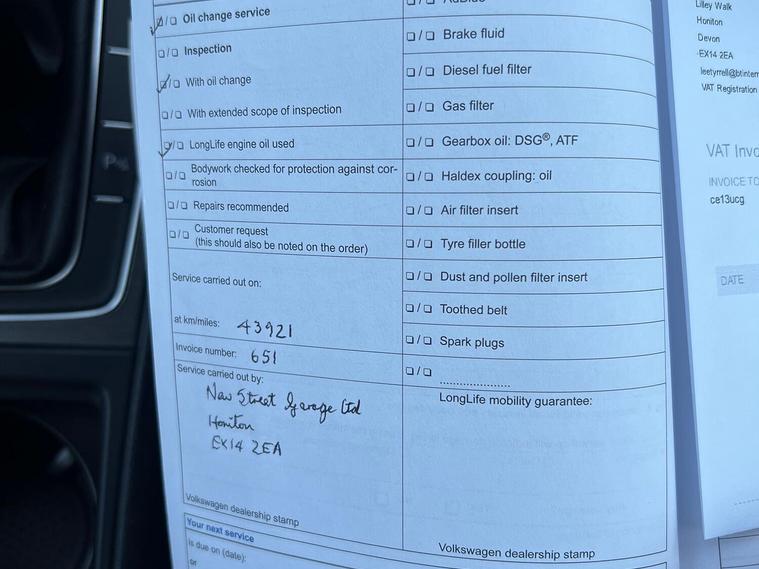 ☐/☐ Oil change service
☐/☐ Inspection
☐/☐ With oil change
☐/☐ With extended scope of inspection
☐/☐ LongLife engine oil used
☐/☐ Bodywork checked for protection against cor-
rosion
☐/☐ Repairs recommended
☐/☐ Customer request
(this should also be noted on the order)
Service carried out on:
at km/miles: 43921
Invoice number: 651
Service carried out by:
New Street Garage Ltd
Honiton
EX14 2EA
Volkswagen dealership stamp
Your next service
is due on (date):
or
☐/☐ AdBlue
☐/☐ Brake fluid
☐/☐ Diesel fuel filter
☐/☐ Gas filter
☐/☐ Gearbox oil: DSG®, ATF
☐/☐ Haldex coupling: oil
☐/☐ Air filter insert
☐/☐ Tyre filler bottle
☐/☐ Dust and pollen filter insert
☐/☐ Toothed belt
☐/☐ Spark plugs
☐/☐ ....................
LongLife mobility guarantee:
Volkswagen dealership stamp
Lilley Walk
Honiton
Devon
EX14 2EA
leetyrrell@btintern
VAT Registration
VAT Invo
INVOICE TO
ce13ucg
DATE
P